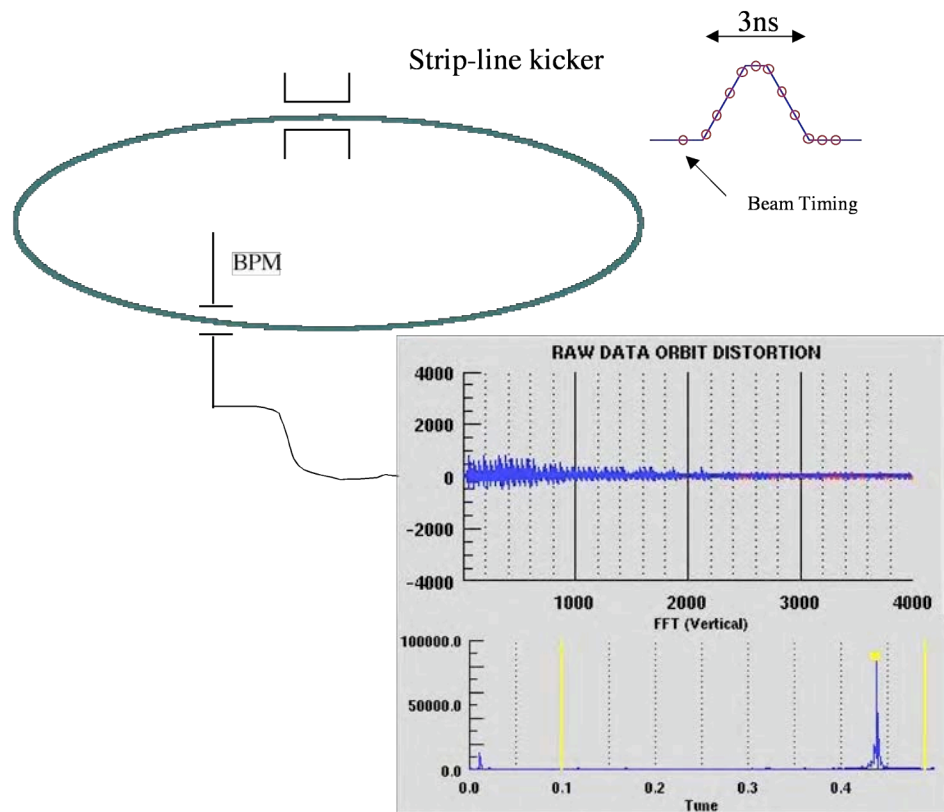 3ns
Strip-line kicker
Beam Timing
BPM
RAW DATA ORBIT DISTORTION
4000
2000
0
-2000
-4000
1000 2000 3000 4000
FFT (Vertical)
100000.0
50000.0
0.0
0.0 0.1 0.2 0.3 0.4
Tune